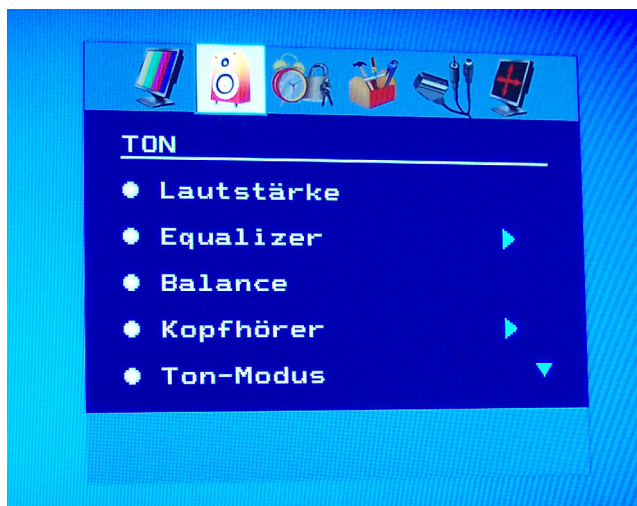 TON
Lautstärke
Equalizer
Balance
Kopfhörer
Ton-Modus